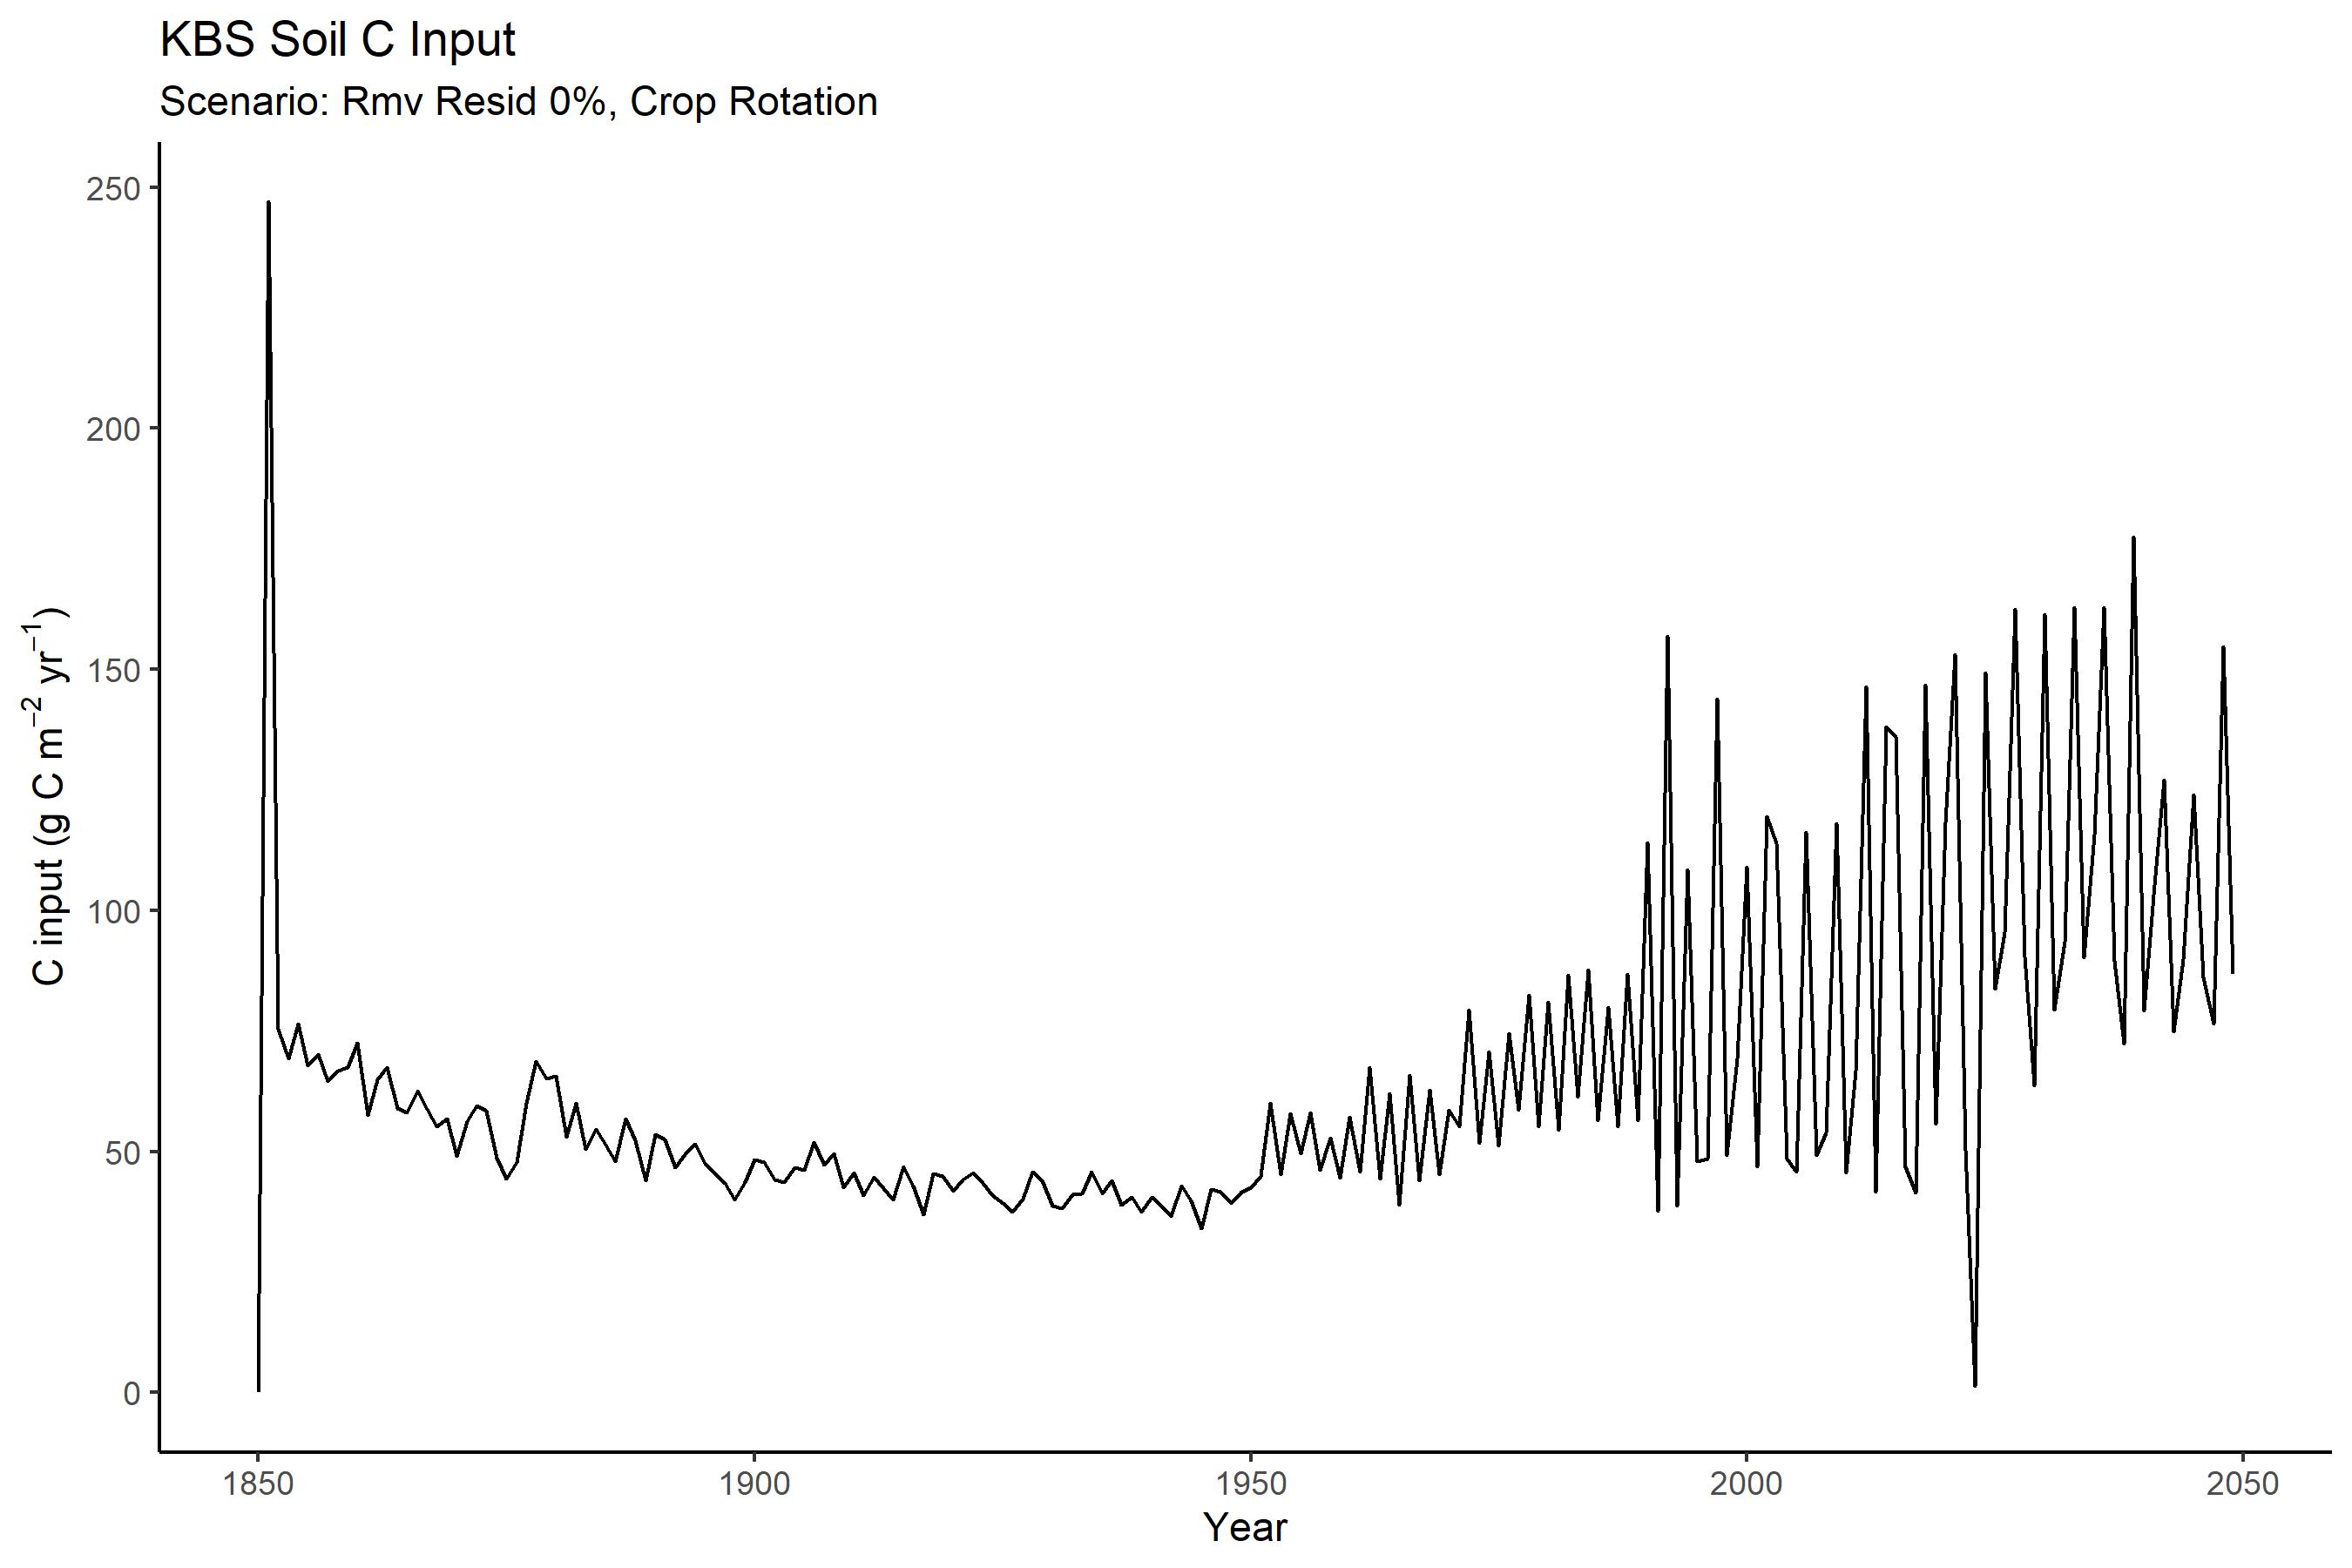 KBS Soil C Input
Scenario: Rmv Resid 0%, Crop Rotation
250
200
150
100
50
0
C input (g C m⁻² yr⁻¹)
1850 1900 1950 2000 2050
Year